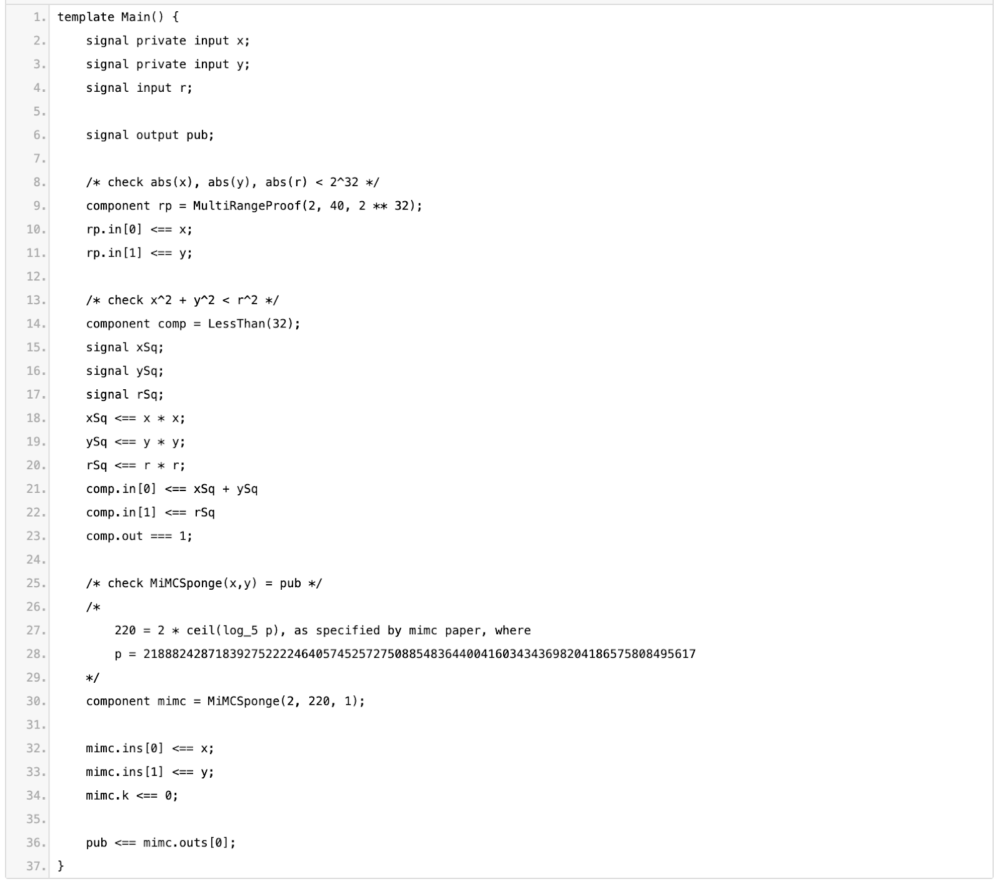 1. template Main() {
2.     signal private input x;
3.     signal private input y;
4.     signal input r;
5.
6.     signal output pub;
7.
8.     /* check abs(x), abs(y), abs(r) < 2^32 */
9.     component rp = MultiRangeProof(2, 40, 2 ** 32);
10.     rp.in[0] <== x;
11.     rp.in[1] <== y;
12.
13.     /* check x^2 + y^2 < r^2 */
14.     component comp = LessThan(32);
15.     signal xSq;
16.     signal ySq;
17.     signal rSq;
18.     xSq <== x * x;
19.     ySq <== y * y;
20.     rSq <== r * r;
21.     comp.in[0] <== xSq + ySq
22.     comp.in[1] <== rSq
23.     comp.out === 1;
24.
25.     /* check MiMCSponge(x,y) = pub */
26.     /*
27.         220 = 2 * ceil(log_5 p), as specified by mimc paper, where
28.         p = 21888242871839275222246405745257275088548364400416034343698204186575808495617
29.     */
30.     component mimc = MiMCSponge(2, 220, 1);
31.
32.     mimc.ins[0] <== x;
33.     mimc.ins[1] <== y;
34.     mimc.k <== 0;
35.
36.     pub <== mimc.outs[0];
37. }